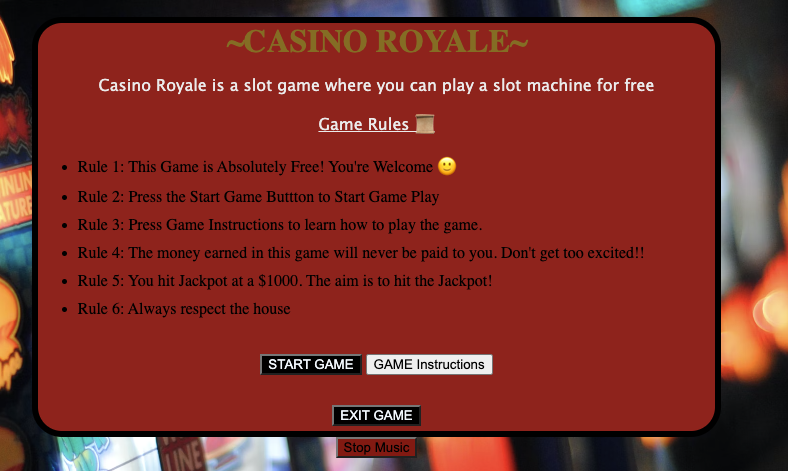 ~CASINO ROYALE~
Casino Royale is a slot game where you can play a slot machine for free
Game Rules
Rule 1: This Game is Absolutely Free! You're Welcome 🙂
Rule 2: Press the Start Game Buttton to Start Game Play
Rule 3: Press Game Instructions to learn how to play the game.
Rule 4: The money earned in this game will never be paid to you. Don't get too excited!!
Rule 5: You hit Jackpot at a $1000. The aim is to hit the Jackpot!
Rule 6: Always respect the house
START GAME GAME Instructions
EXIT GAME
Stop Music